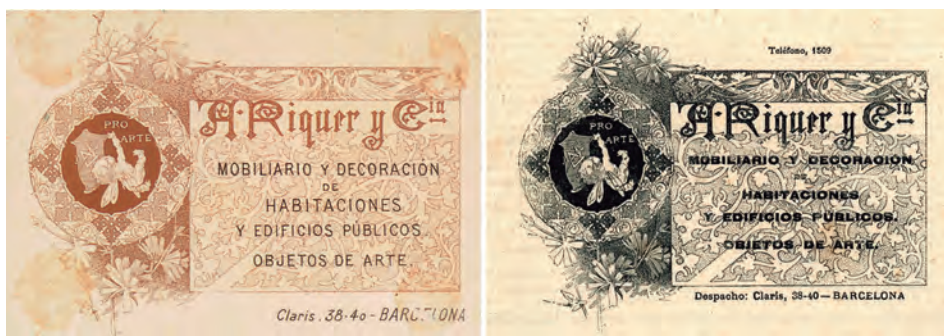 PRO
ARTE
A. Riquer y Cia
MOBILIARIO Y DECORACIÓN
DE
HABITACIONES
Y EDIFICIOS PÚBLICOS.
OBJETOS DE ARTE.
Claris. 38-40 - BARCELONA
Teléfono, 1509
PRO
ARTE
A. Riquer y Cia
MOBILIARIO Y DECORACION
DE
HABITACIONES
Y EDIFICIOS PÚBLICOS.
OBJETOS DE ARTE.
Despacho: Claris, 38-40 — BARCELONA